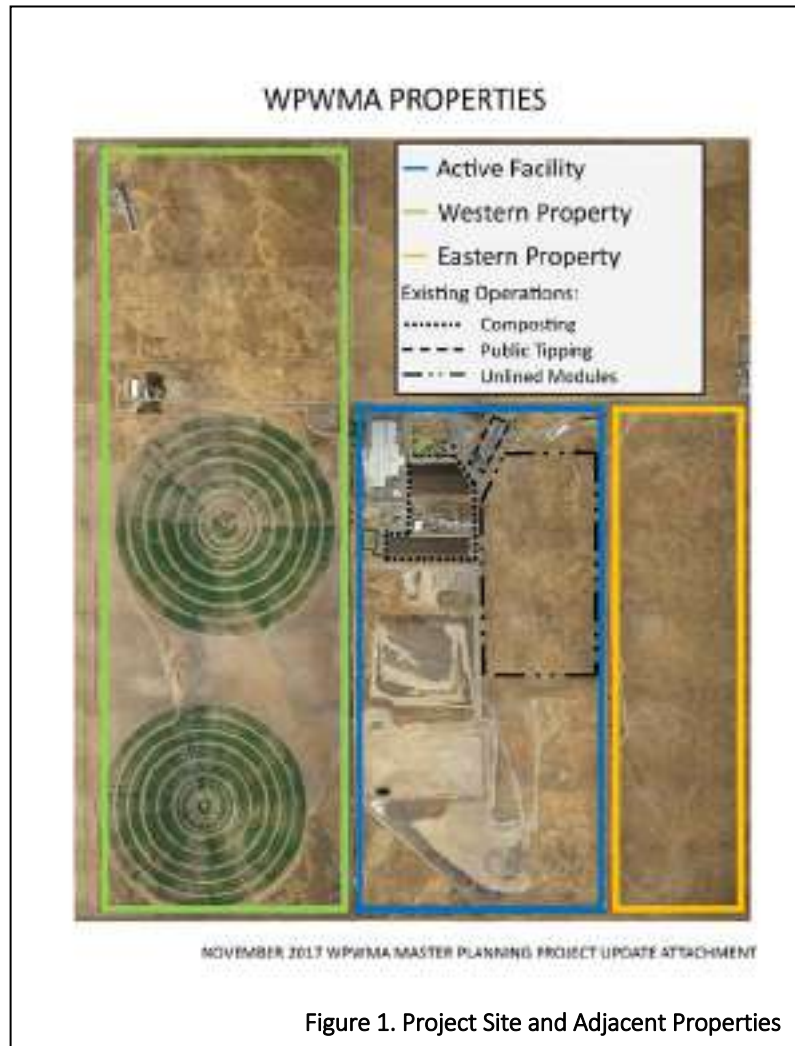 WPWMA PROPERTIES
Active Facility
Western Property
Eastern Property
Existing Operations:
Composting
Public Tipping
Unlined Modules
NOVEMBER 2017 WPWMA MASTER PLANNING PROJECT UPDATE ATTACHMENT
Figure 1. Project Site and Adjacent Properties